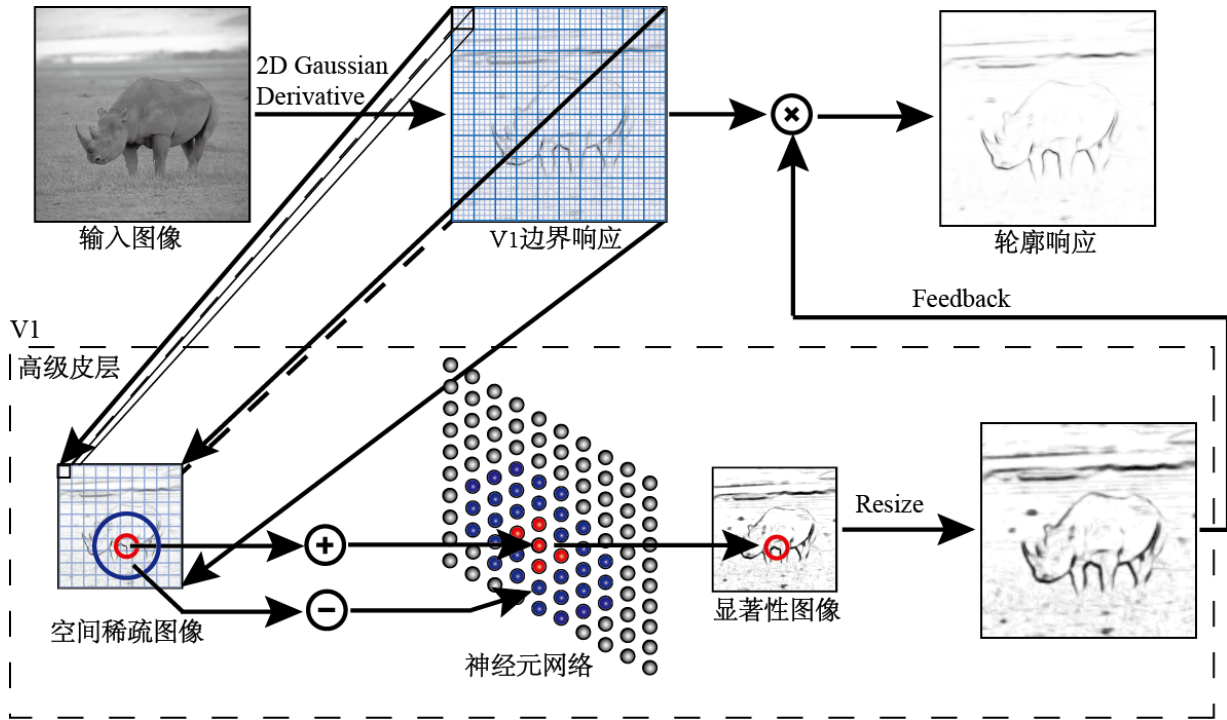 2D Gaussian
Derivative
输入图像
V1边界响应
轮廓响应
Feedback
V1
高级皮层
Resize
空间稀疏图像
神经元网络
显著性图像